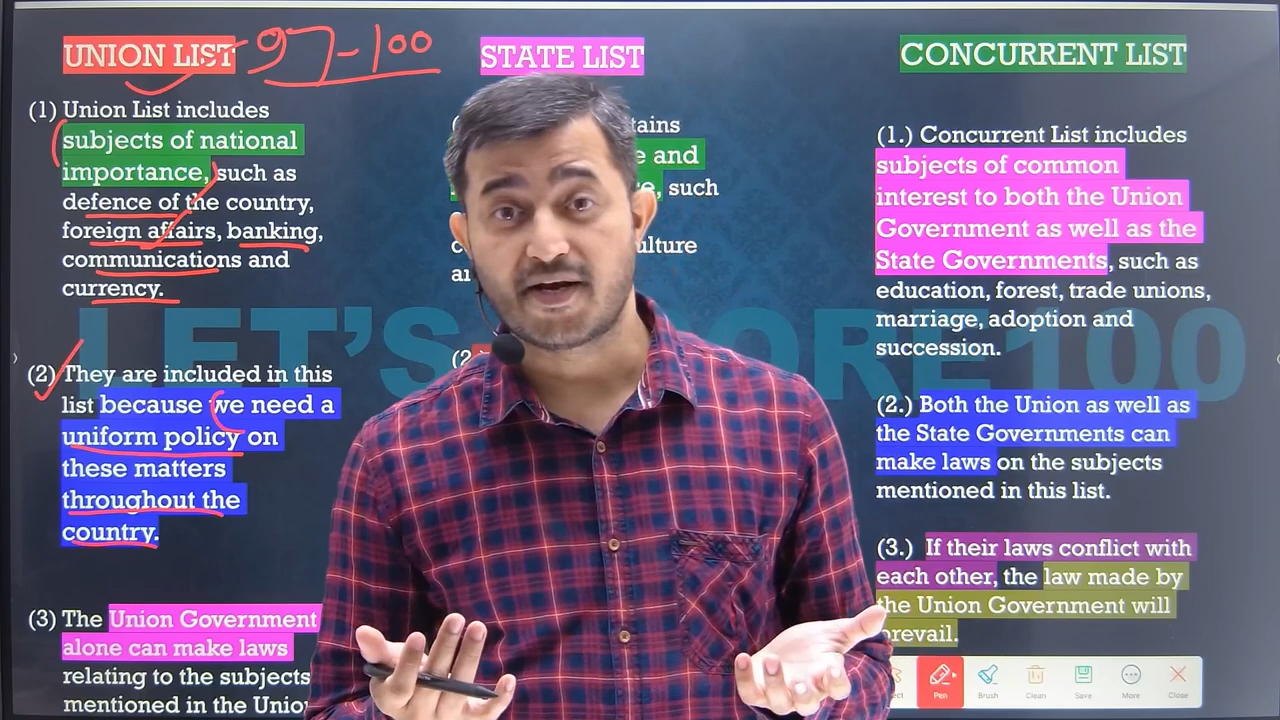 UNION LIST
97-100
(1) Union List includes
subjects of national
importance, such as
defence of the country,
foreign affairs, banking,
communications and
currency.
(2) They are included in this
list because we need a
uniform policy on
these matters
throughout the
country.
(3) The Union Government
alone can make laws
relating to the subjects
mentioned in the
STATE LIST
and
such
(2
CONCURRENT LIST
(1.) Concurrent List includes
subjects of common
interest to both the Union
Government as well as the
State Governments, such as
education, forest, trade unions,
marriage, adoption and
succession.
(2.) Both the Union as well as
the State Governments can
make laws on the subjects
mentioned in this list.
(3.) If their laws conflict with
each other, the law made by
the Union Government will
prevail.
LET'S
100
Pen
Brush
Clean
Save
More
Close